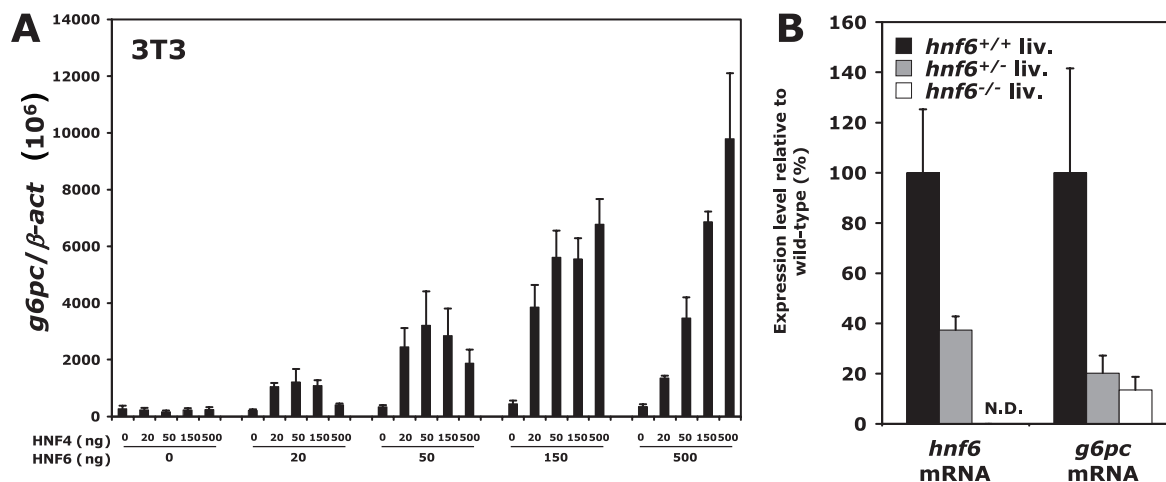 A
3T3
g6pc/β-act (10⁶)
14000
12000
10000
8000
6000
4000
2000
0
HNF4 (ng) 0 20 50 150 500 0 20 50 150 500 0 20 50 150 500 0 20 50 150 500 0 20 50 150 500
HNF6 (ng) 0 20 50 150 500
B
hnf6+/+ liv.
hnf6+/- liv.
hnf6-/- liv.
Expression level relative to
wild-type (%)
160
140
120
100
80
60
40
20
0
N.D.
hnf6 g6pc
mRNA mRNA